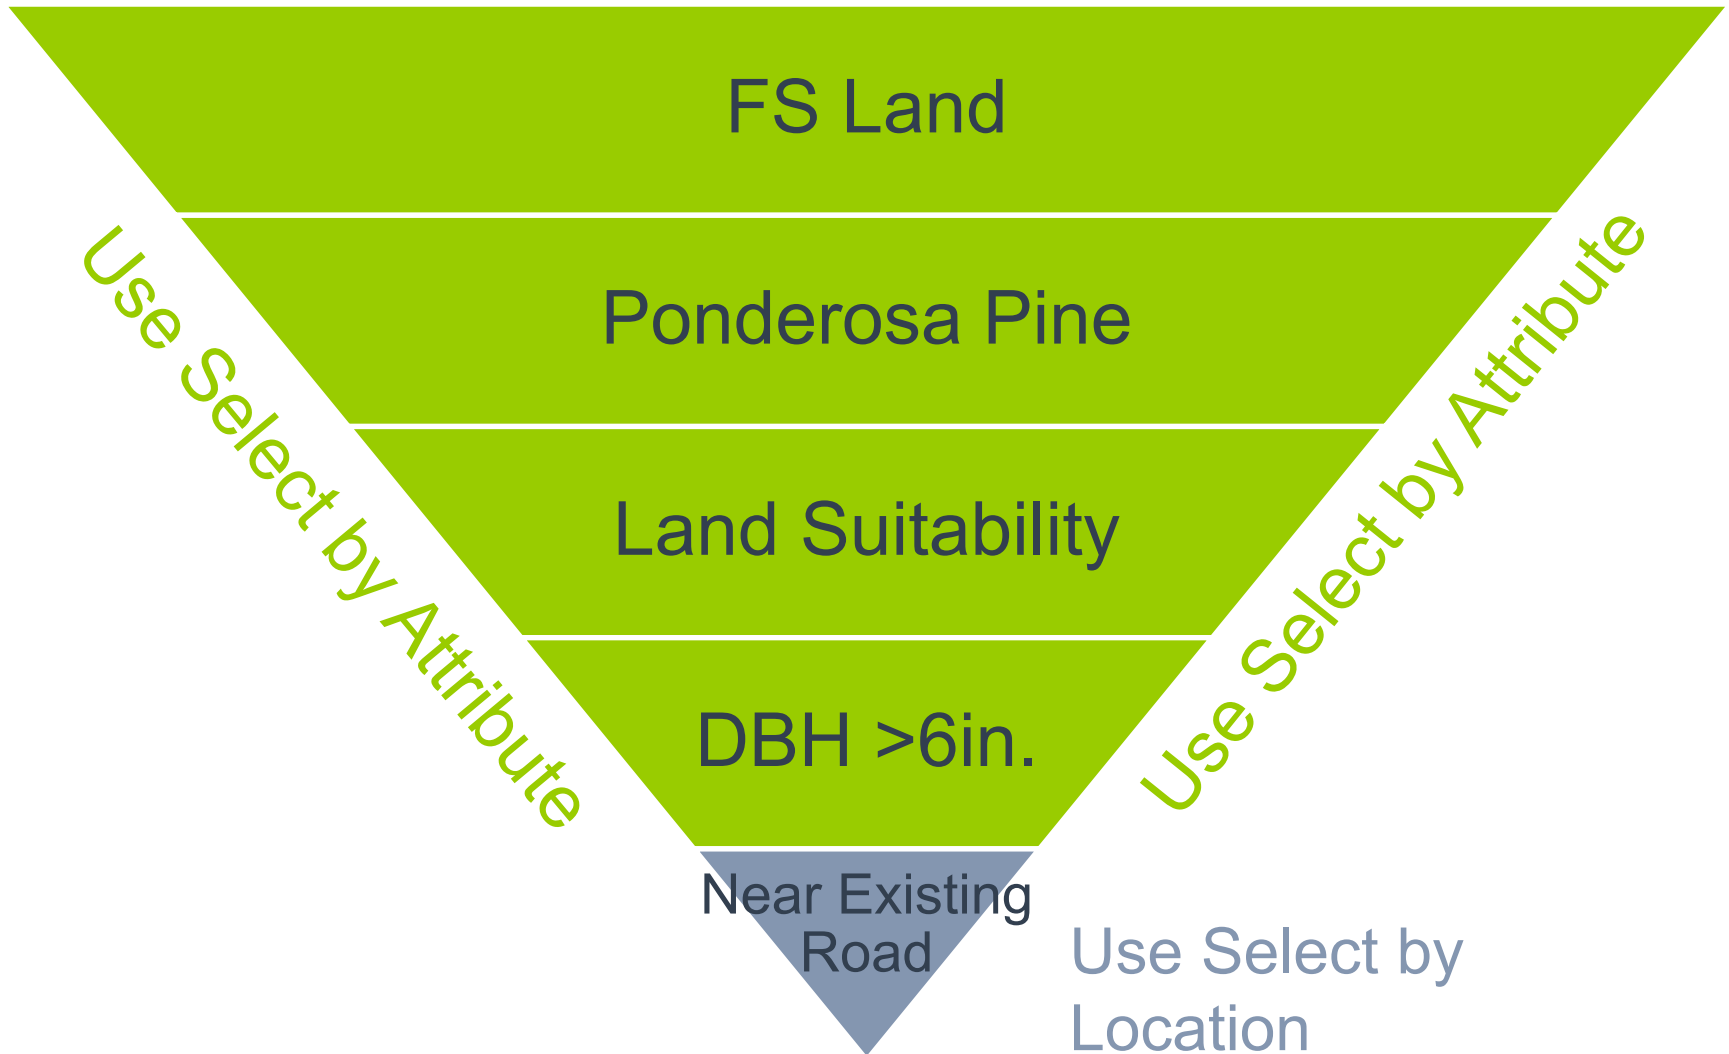 FS Land
Ponderosa Pine
Land Suitability
DBH >6in.
Near Existing
Road
Use Select by Attribute
Use Select by Attribute
Use Select by
Location